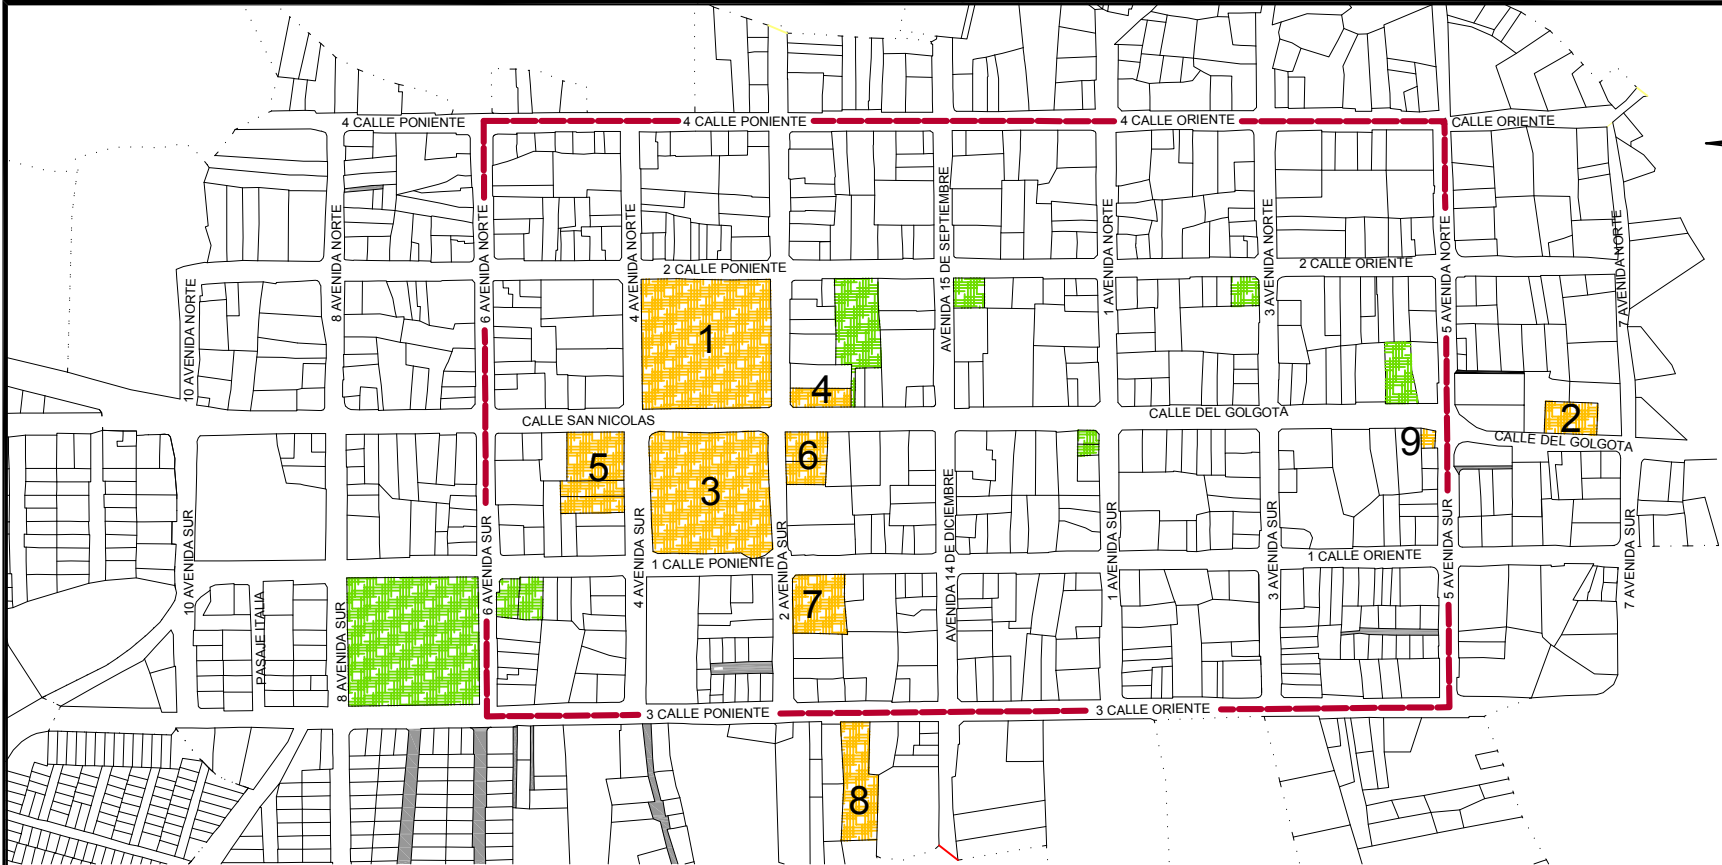 4 CALLE PONIENTE
4 CALLE PONIENTE
4 CALLE ORIENTE
CALLE ORIENTE
10 AVENIDA NORTE
8 AVENIDA NORTE
6 AVENIDA NORTE
4 AVENIDA NORTE
AVENIDA 15 DE SEPTIEMBRE
1 AVENIDA NORTE
3 AVENIDA NORTE
5 AVENIDA NORTE
7 AVENIDA NORTE
2 CALLE PONIENTE
2 CALLE ORIENTE
1
4
2
CALLE SAN NICOLAS
CALLE DEL GOLGOTA
CALLE DEL GOLGOTA
5
3
6
9
10 AVENIDA SUR
8 AVENIDA SUR
6 AVENIDA SUR
4 AVENIDA SUR
2 AVENIDA SUR
AVENIDA 14 DE DICIEMBRE
1 AVENIDA SUR
3 AVENIDA SUR
5 AVENIDA SUR
7 AVENIDA SUR
1 CALLE PONIENTE
1 CALLE ORIENTE
PASAJE ITALIA
7
3 CALLE PONIENTE
3 CALLE ORIENTE
8